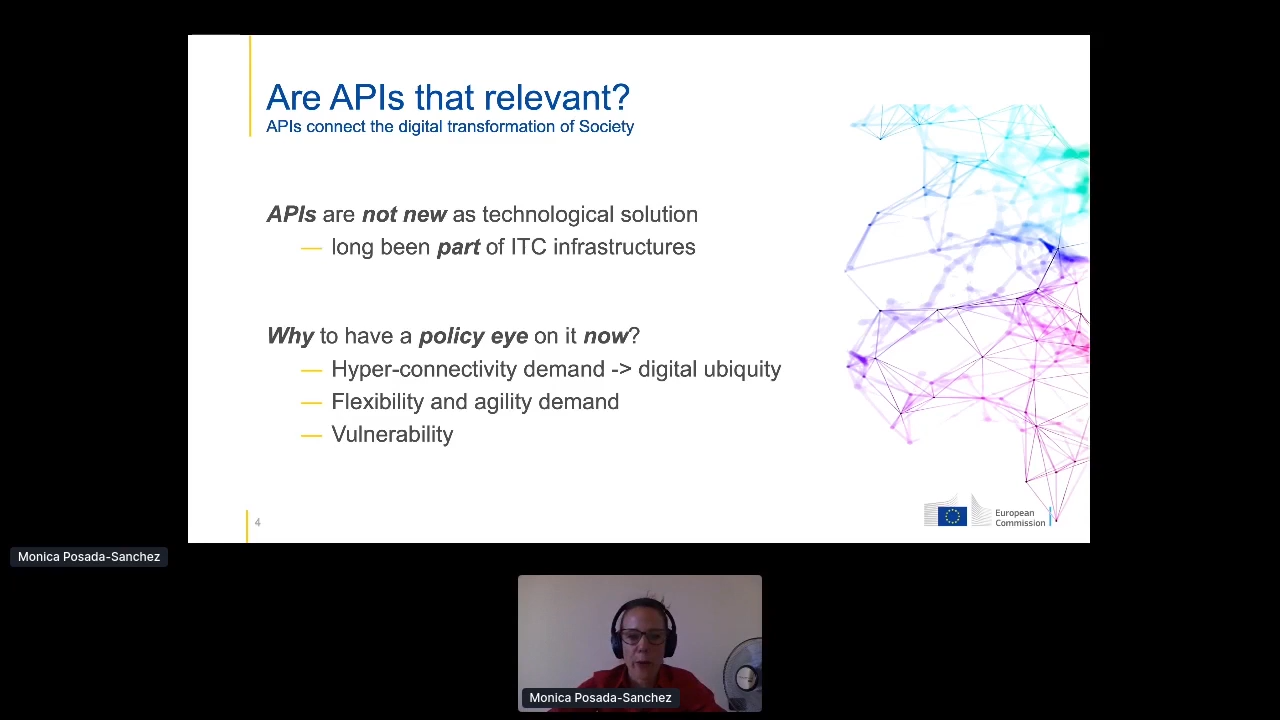 Are APIs that relevant?
APIs connect the digital transformation of Society
APIs are not new as technological solution
— long been part of ITC infrastructures
Why to have a policy eye on it now?
— Hyper-connectivity demand -> digital ubiquity
— Flexibility and agility demand
— Vulnerability
4
European
Commission
Monica Posada-Sanchez
Monica Posada-Sanchez